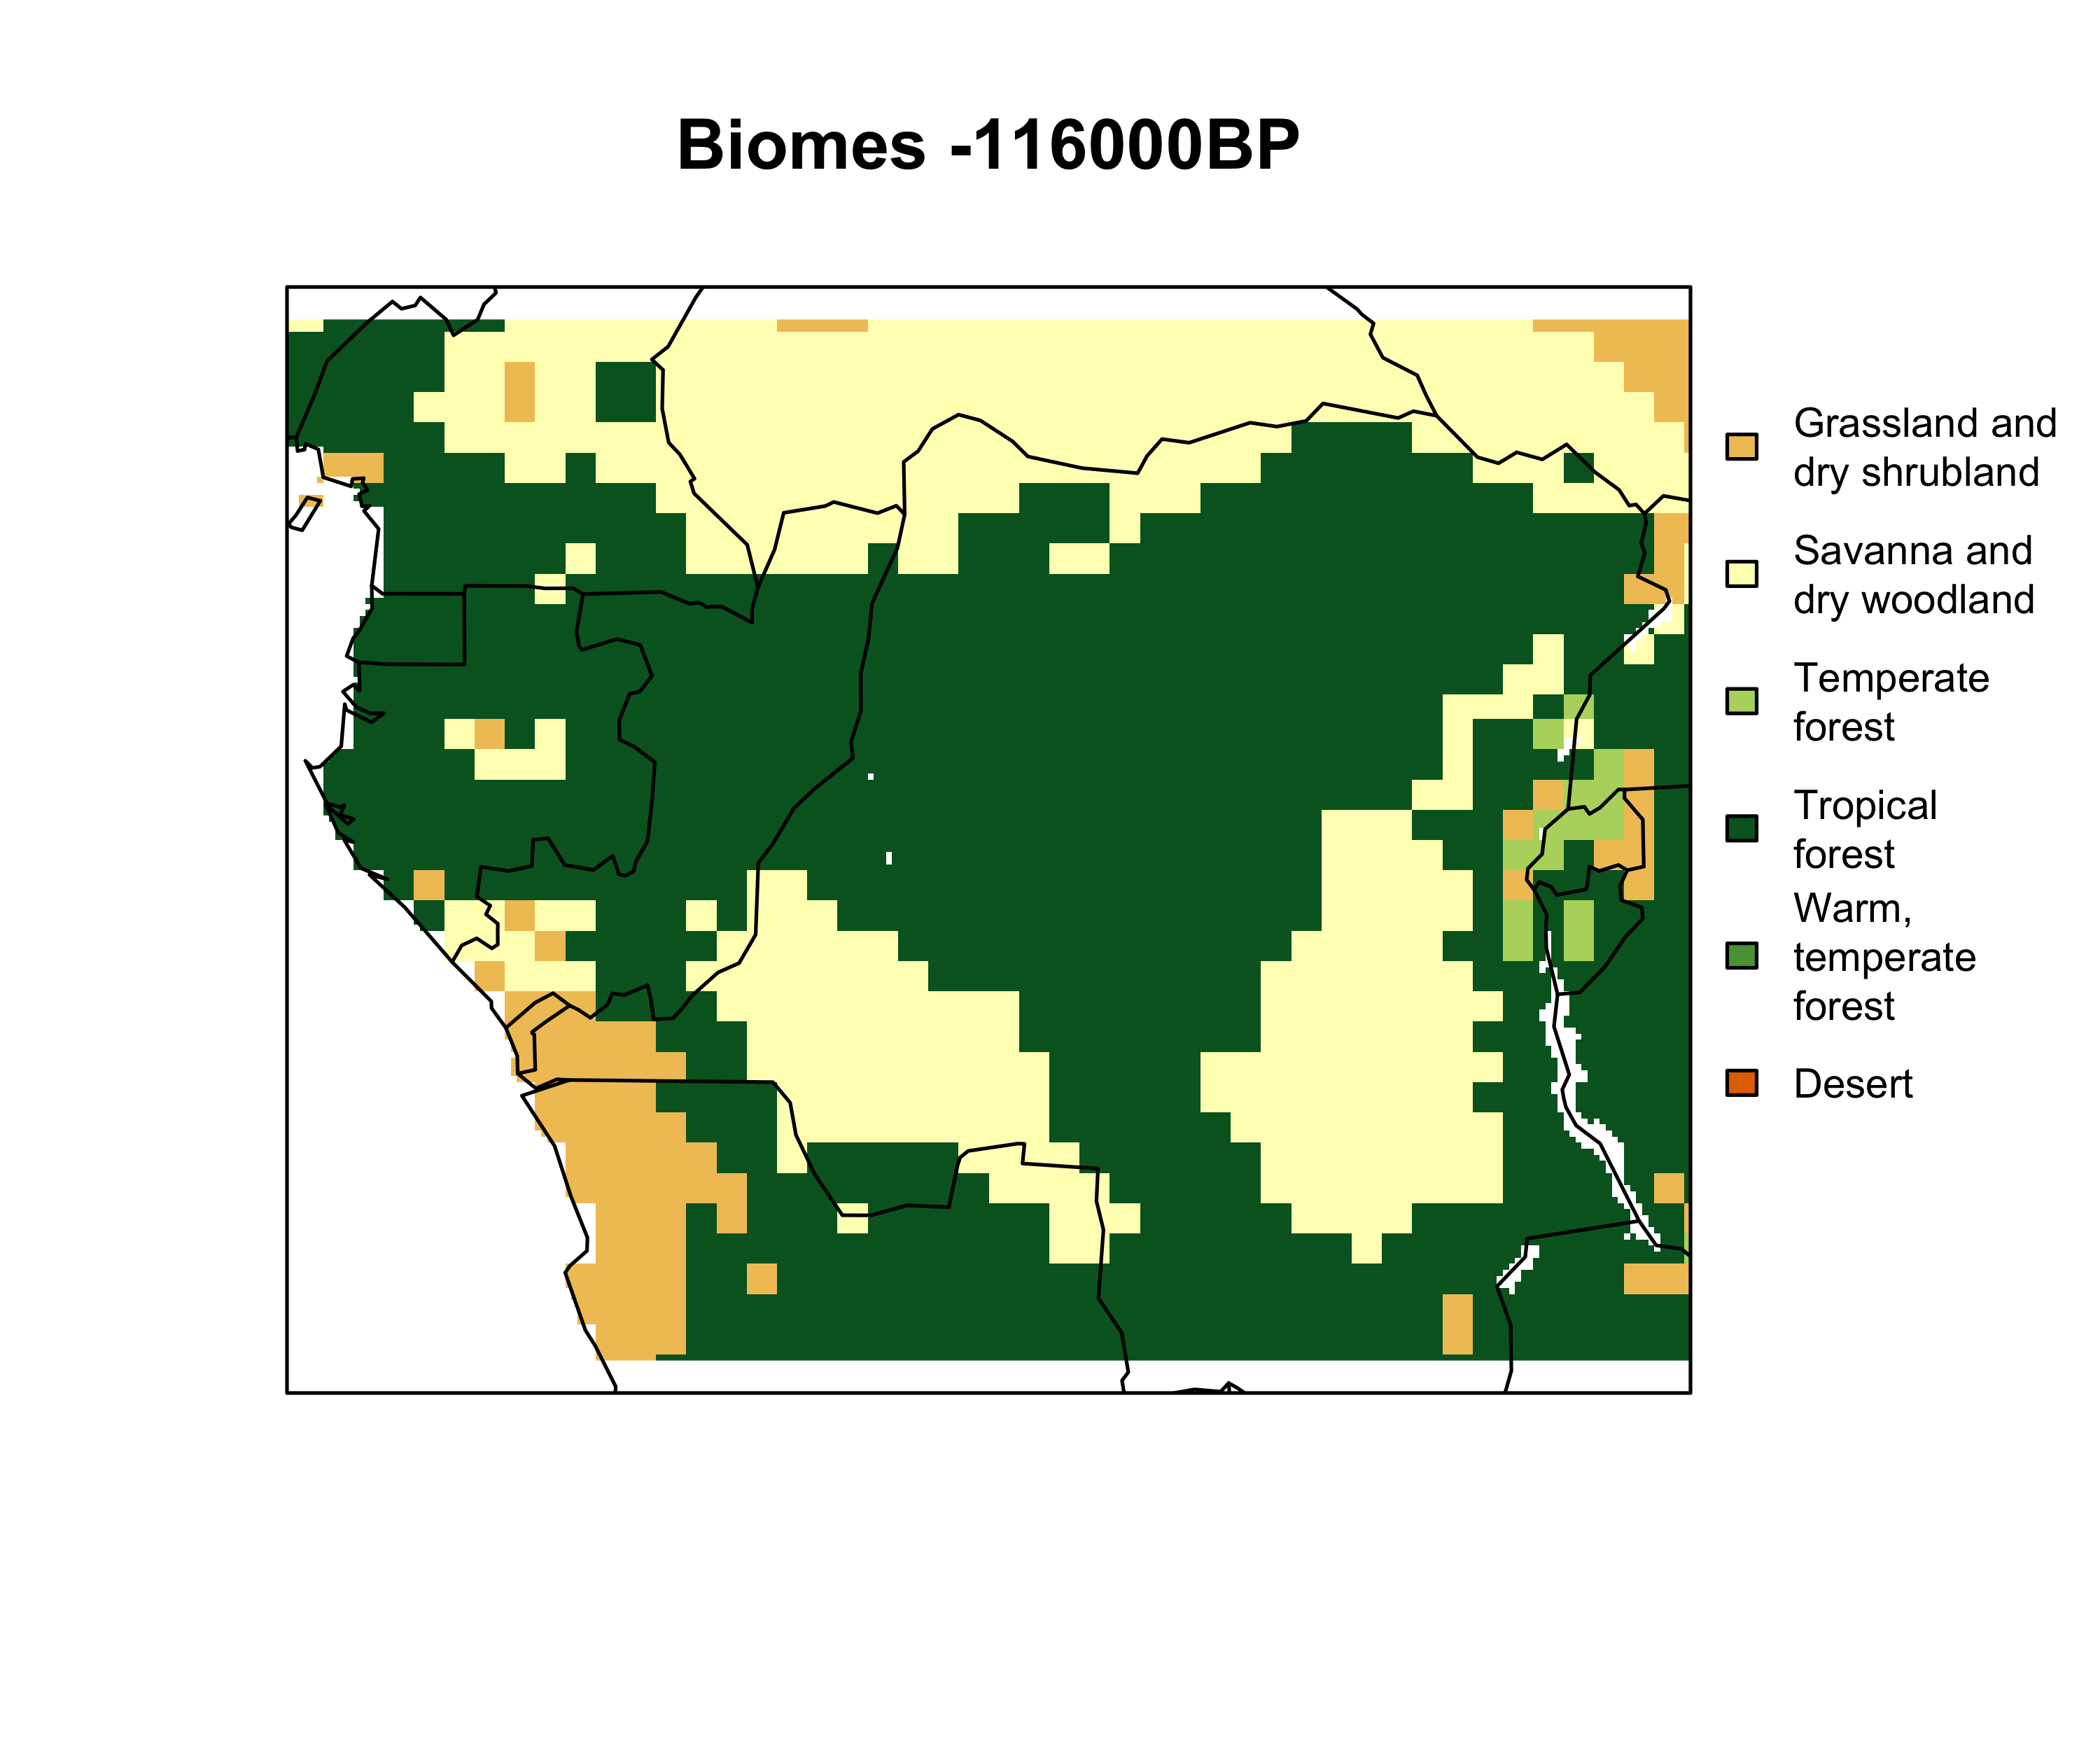 Biomes -116000BP
Grassland and
dry shrubland
Savanna and
dry woodland
Temperate
forest
Tropical
forest
Warm,
temperate
forest
Desert